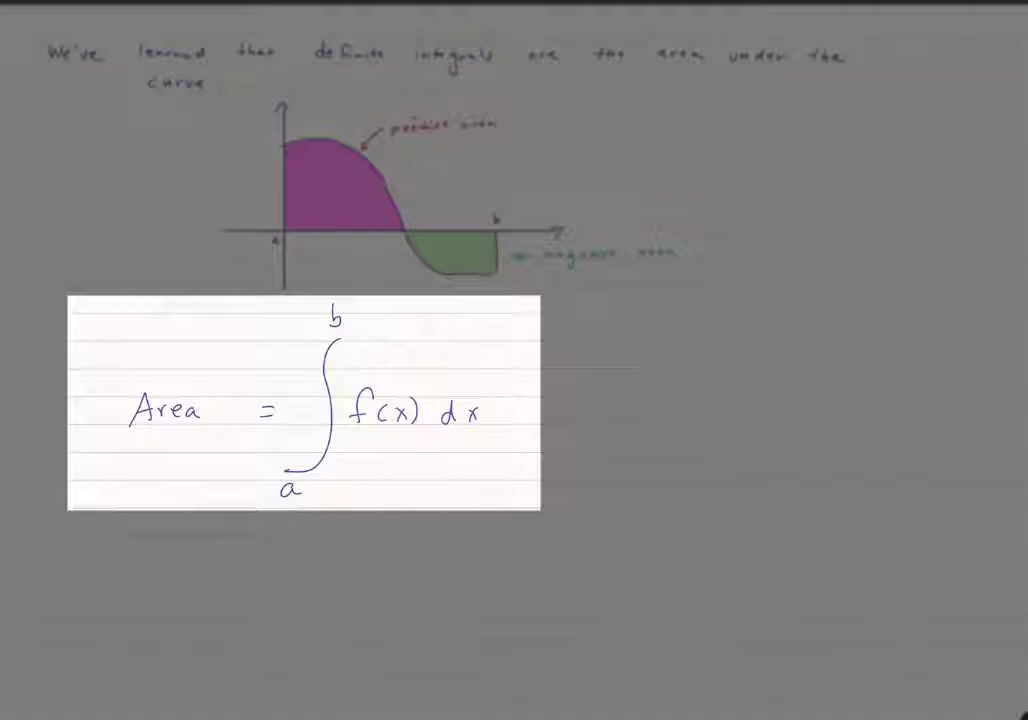 We've learned that definite integrals are the area under the
curve
positive area
b
a
negative area
b
Area = ∫ f(x) dx
a